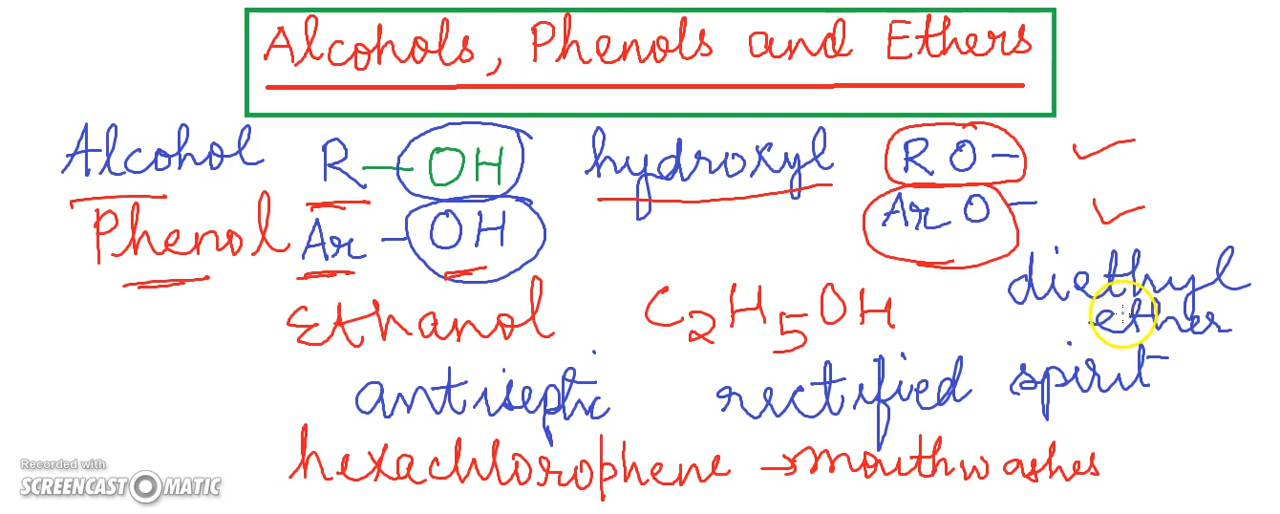 Alcohols, Phenols and Ethers
Alcohol R—OH hydroxyl RO—
Phenol Ar—OH ArO—
diethyl
Ethanol C2H5OH ether
antiseptic rectified spirit
hexachlorophene → mouthwashes
Recorded with
SCREENCAST-O-MATIC